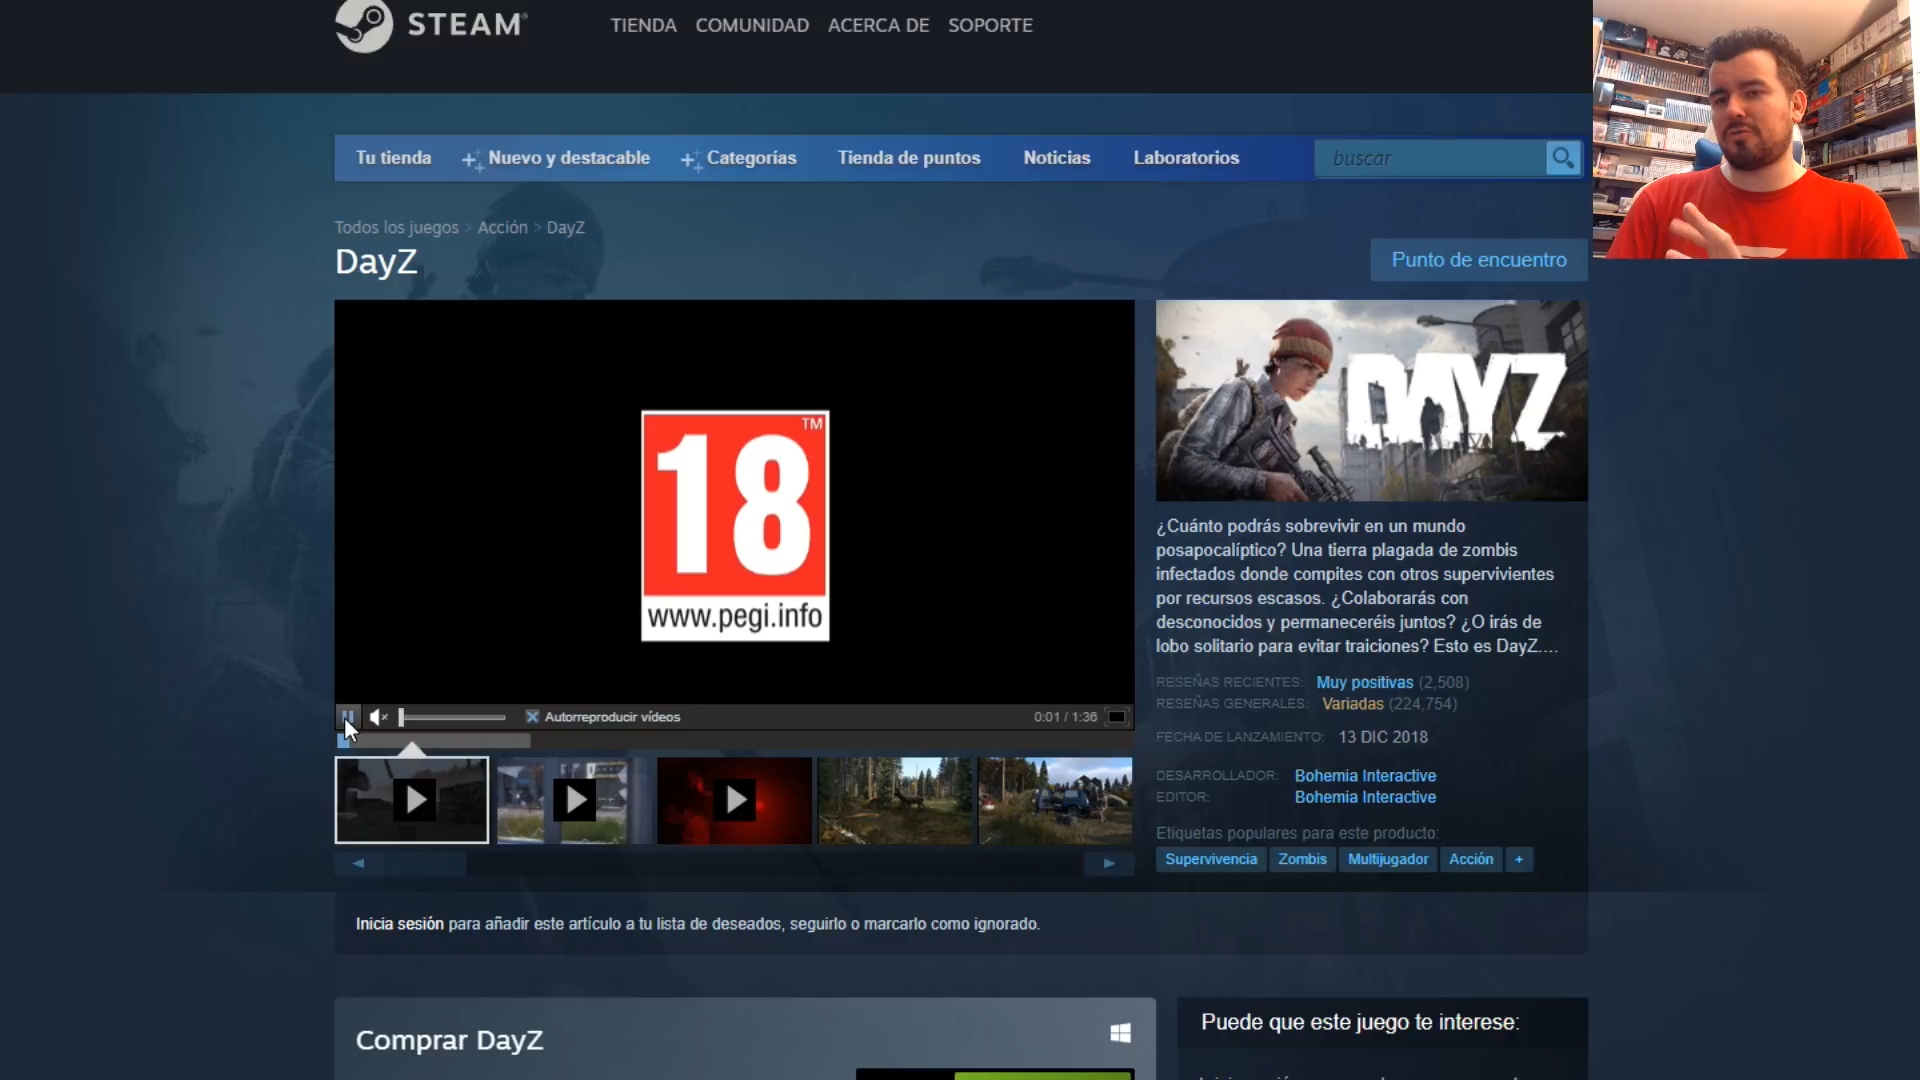 STEAM
TIENDA COMUNIDAD ACERCA DE SOPORTE
Tu tienda Nuevo y destacable Categorías Tienda de puntos Noticias Laboratorios buscar
Todos los juegos > Acción > DayZ
DayZ
Punto de encuentro
18
TM
www.pegi.info
DAYZ
¿Cuánto podrás sobrevivir en un mundo
posapocalíptico? Una tierra plagada de zombis
infectados donde compites con otros supervivientes
por recursos escasos. ¿Colaborarás con
desconocidos y permaneceréis juntos? ¿O irás de
lobo solitario para evitar traiciones? Esto es DayZ....
RESEÑAS RECIENTES: Muy positivas (2,508)
RESEÑAS GENERALES: Variadas (224,754)
FECHA DE LANZAMIENTO: 13 DIC 2018
DESARROLLADOR: Bohemia Interactive
EDITOR: Bohemia Interactive
Etiquetas populares para este producto:
Supervivencia Zombis Multijugador Acción +
Autorreproducir vídeos 0:01 / 1:36
Inicia sesión para añadir este artículo a tu lista de deseados, seguirlo o marcarlo como ignorado.
Comprar DayZ
Puede que este juego te interese: